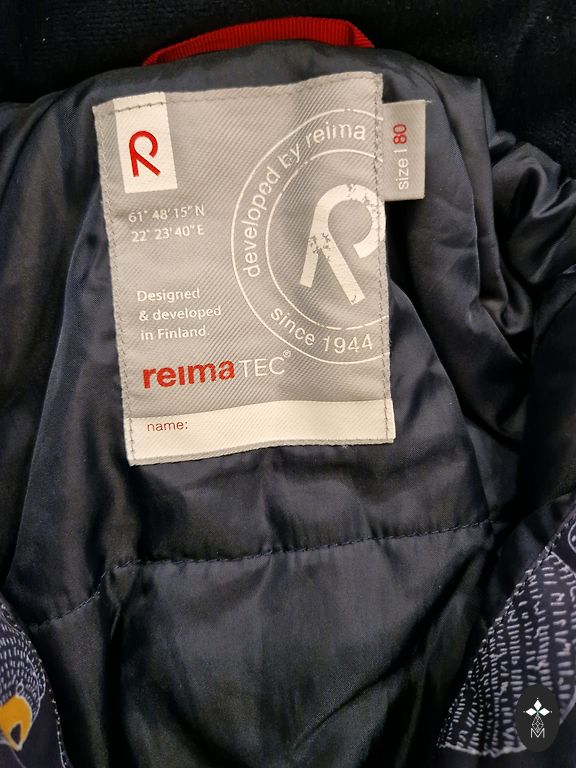 size | 80
developed by reima
61° 48' 15" N
22° 23' 40" E
Designed
& developed
in Finland.
since 1944
reimaTEC®
name:
M